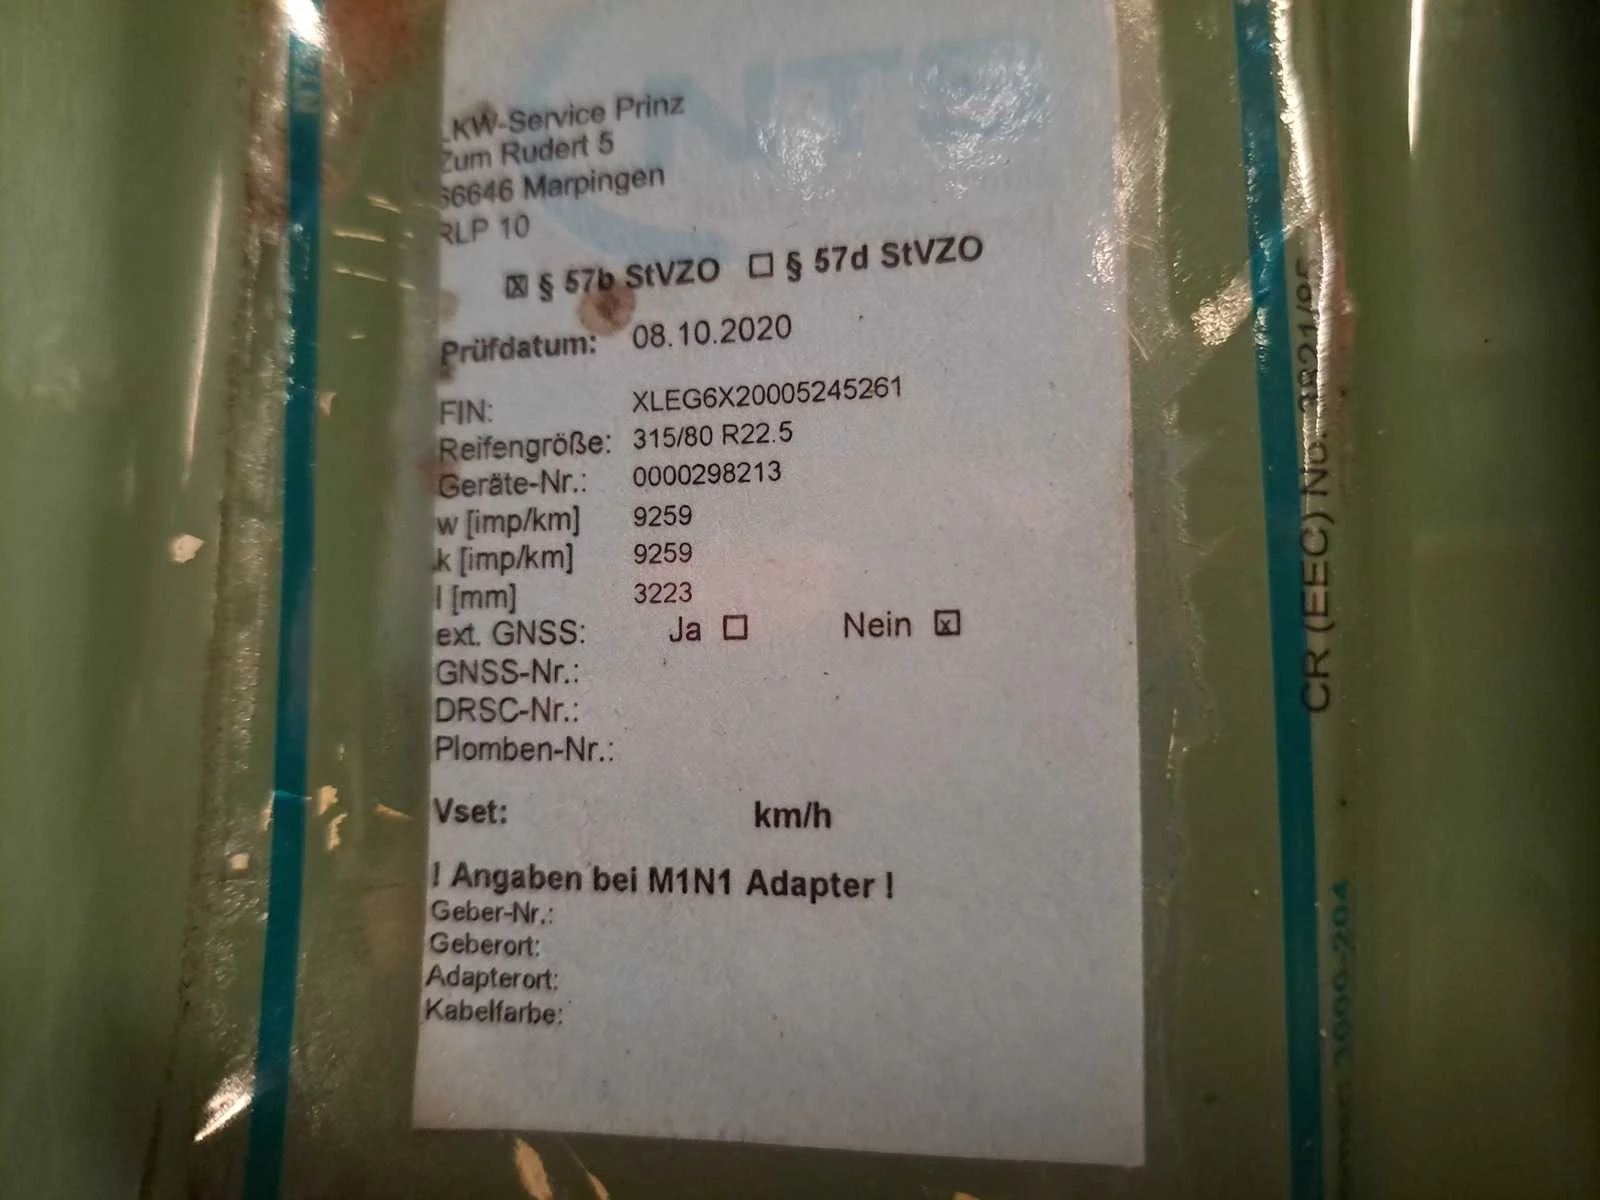 LKW-Service Prinz
Zum Rudert 5
66646 Marpingen
RLP 10
☒ § 57b StVZO ☐ § 57d StVZO
Prüfdatum: 08.10.2020
FIN: XLEG6X20005245261
Reifengröße: 315/80 R22.5
Geräte-Nr.: 0000298213
w [imp/km] 9259
k [imp/km] 9259
l [mm] 3223
ext. GNSS: Ja ☐ Nein ☒
GNSS-Nr.:
DRSC-Nr.:
Plomben-Nr.:
Vset: km/h
! Angaben bei M1N1 Adapter !
Geber-Nr.:
Geberort:
Adapterort:
Kabelfarbe:
CR (EEC) No. 3821/85